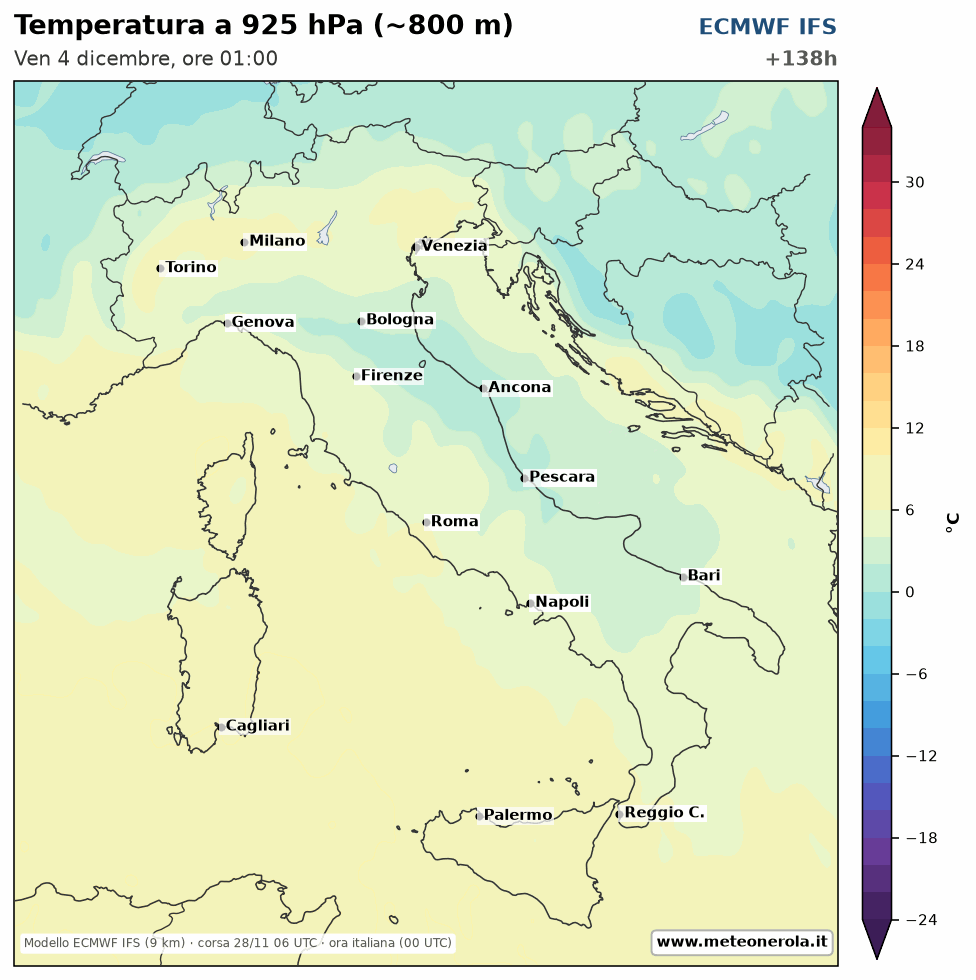 Temperatura a 925 hPa (~800 m)
ECMWF IFS
Ven 4 dicembre, ore 01:00
+138h
Milano
Venezia
Torino
Genova
Bologna
Firenze
Ancona
Pescara
Roma
Bari
Napoli
Cagliari
Palermo
Reggio C.
30
24
18
12
6
0
−6
−12
−18
−24
°C
Modello ECMWF IFS (9 km) · corsa 28/11 06 UTC · ora italiana (00 UTC)
www.meteonerola.it